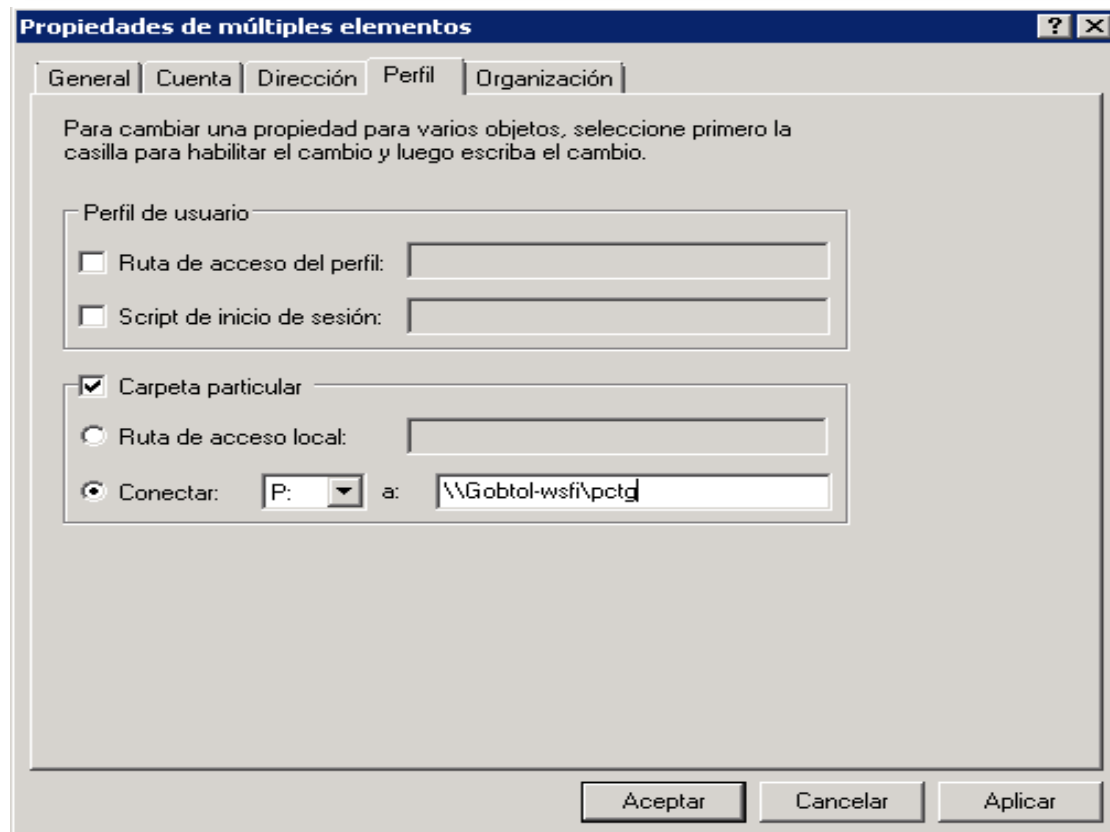 Propiedades de múltiples elementos
General Cuenta Dirección Perfil Organización
Para cambiar una propiedad para varios objetos, seleccione primero la
casilla para habilitar el cambio y luego escriba el cambio.
Perfil de usuario
Ruta de acceso del perfil:
Script de inicio de sesión:
Carpeta particular
Ruta de acceso local:
Conectar: P: a: \\Gobtol-wsfi\pctg
Aceptar Cancelar Aplicar